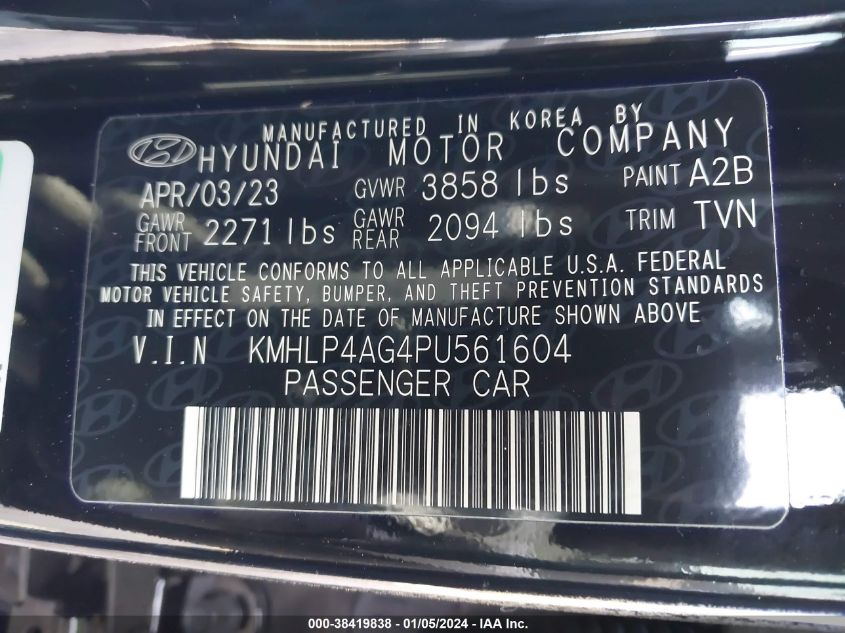 MANUFACTURED IN KOREA BY
HYUNDAI MOTOR COMPANY
APR/03/23 GVWR 3858 lbs PAINT A2B
GAWR FRONT 2271 lbs GAWR REAR 2094 lbs TRIM TVN
THIS VEHICLE CONFORMS TO ALL APPLICABLE U.S.A. FEDERAL
MOTOR VEHICLE SAFETY, BUMPER, AND THEFT PREVENTION STANDARDS
IN EFFECT ON THE DATE OF MANUFACTURE SHOWN ABOVE
V.I.N KMHLP4AG4PU561604
PASSENGER CAR
000-38419838 - 01/05/2024 - IAA Inc.